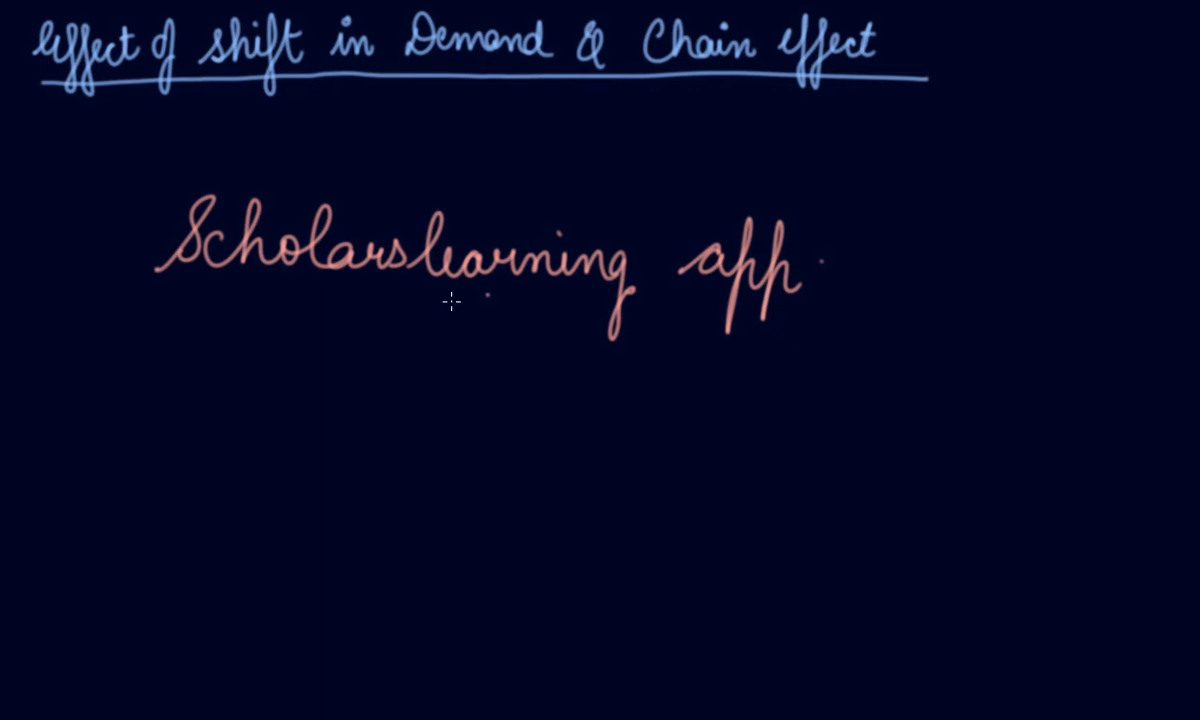 Effect of shift in Demand & Chain effect
Scholarslearning app.